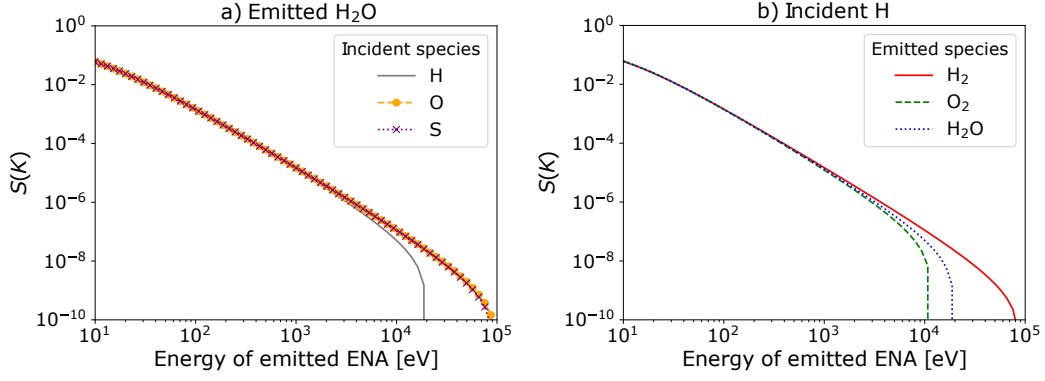 a) Emitted H₂O
S(K)
10⁰
10⁻²
10⁻⁴
10⁻⁶
10⁻⁸
10⁻¹⁰
Incident species
H
O
S
10¹ 10² 10³ 10⁴ 10⁵
Energy of emitted ENA [eV]
b) Incident H
S(K)
10⁰
10⁻²
10⁻⁴
10⁻⁶
10⁻⁸
10⁻¹⁰
Emitted species
H₂
O₂
H₂O
10¹ 10² 10³ 10⁴ 10⁵
Energy of emitted ENA [eV]